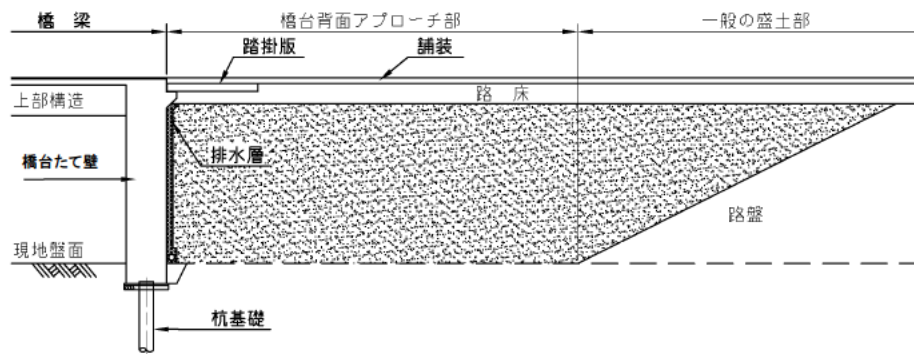 橋 梁
橋台背面アプローチ部
一般の盛土部
踏掛版
舗装
上部構造
路 床
排水層
橋台たて壁
路盤
現地盤面
杭基礎